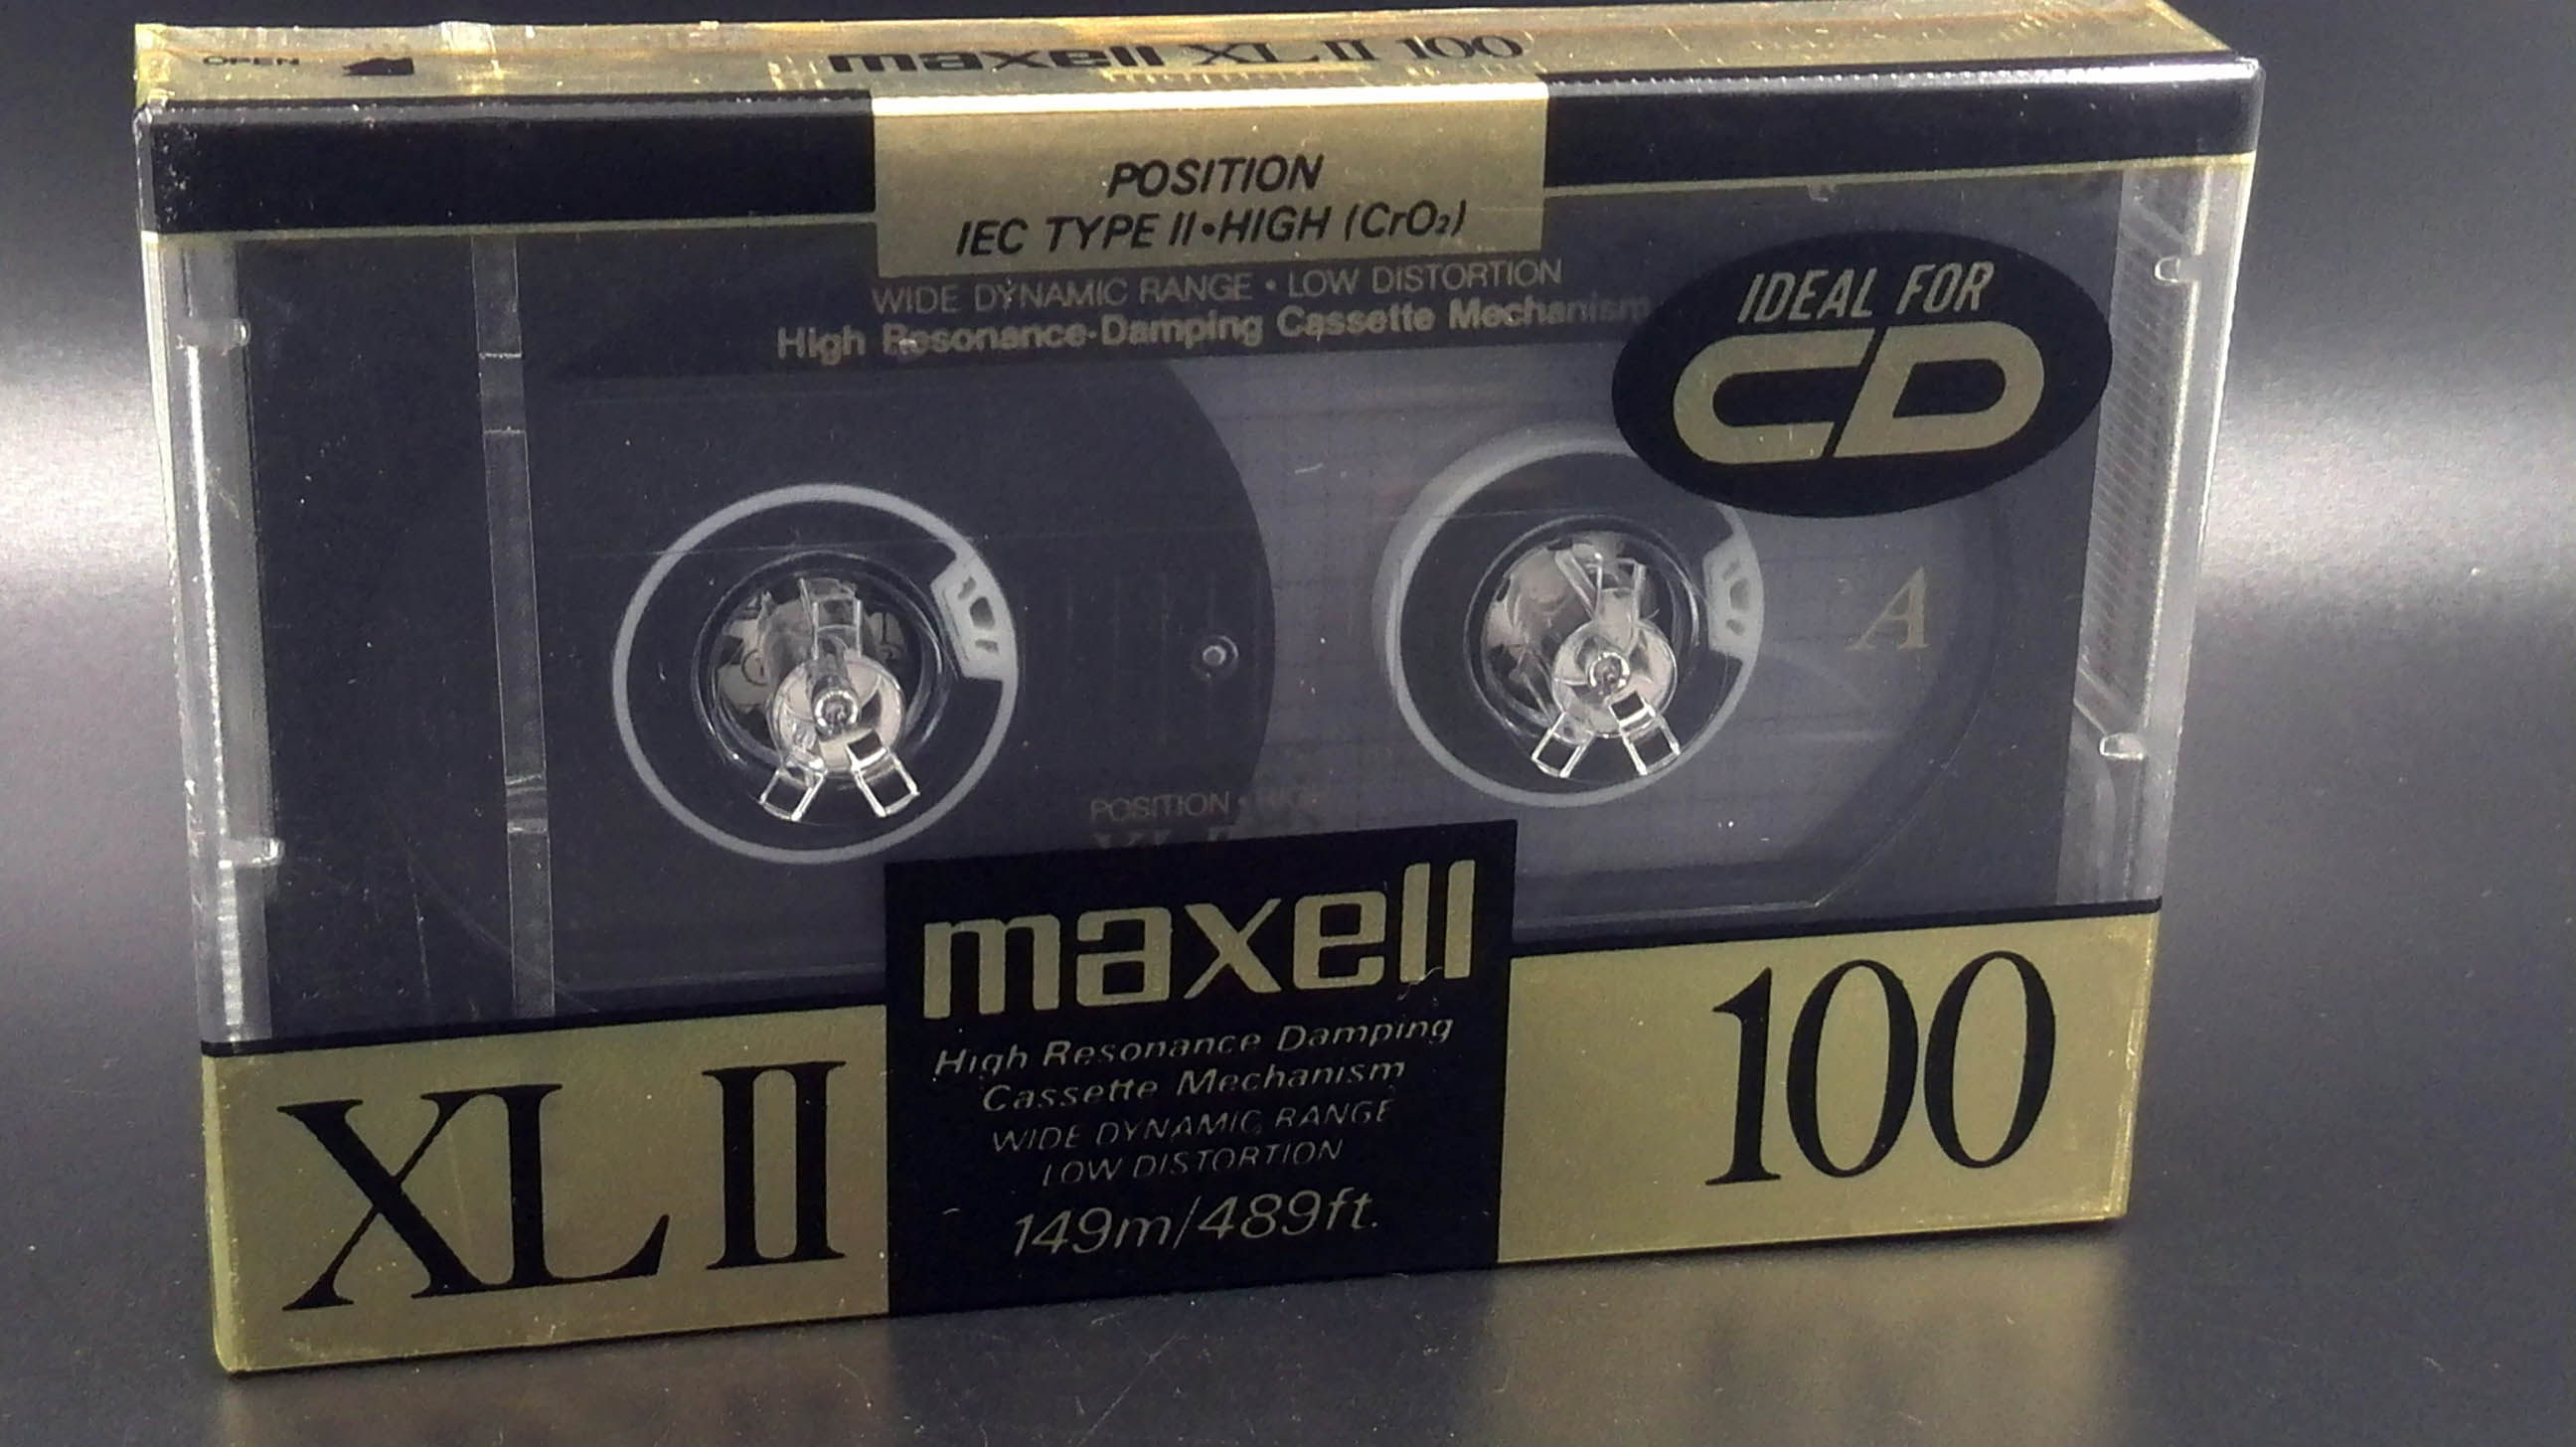 OPEN
maxell XL II 100
POSITION
IEC TYPE II•HIGH (CrO₂)
WIDE DYNAMIC RANGE • LOW DISTORTION
High Resonance-Damping Cassette Mechanism
IDEAL FOR
CD
A
POSITION •
maxell
High Resonance Damping
Cassette Mechanism
WIDE DYNAMIC RANGE
LOW DISTORTION
149m/489ft.
XL II
100